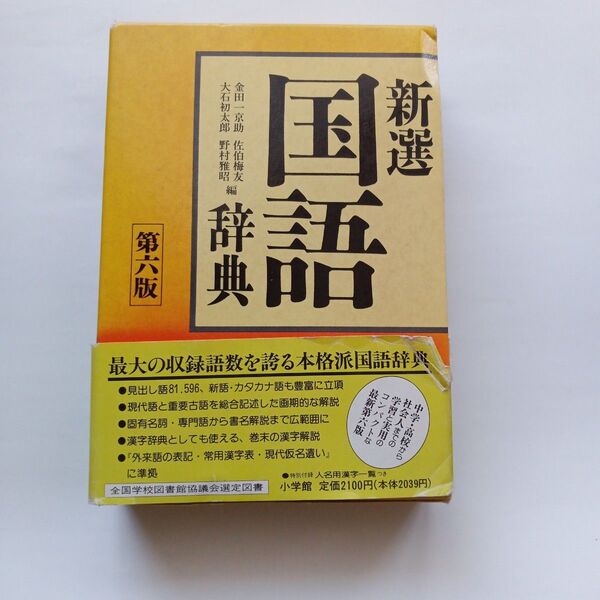 新選
国語
辞典
金田一京助 佐伯梅友
大石初太郎 野村雅昭 編
第六版
最大の収録語数を誇る本格派国語辞典
●見出し語81,596、新語・カタカナ語も豊富に立項
●現代語と重要古語を総合記述した画期的な解説
●固有名詞・専門語から書名解説まで広範囲に
●漢字辞典としても使える、巻末の漢字解説
●『外来語の表記・常用漢字表・現代仮名遣い』
に準拠
中学・高校から
社会人までの
学習と実用の
コンパクトな
最新第六版
●特別付録 人名用漢字一覧つき
全国学校図書館協議会選定図書
小学館 定価2100円(本体2039円)